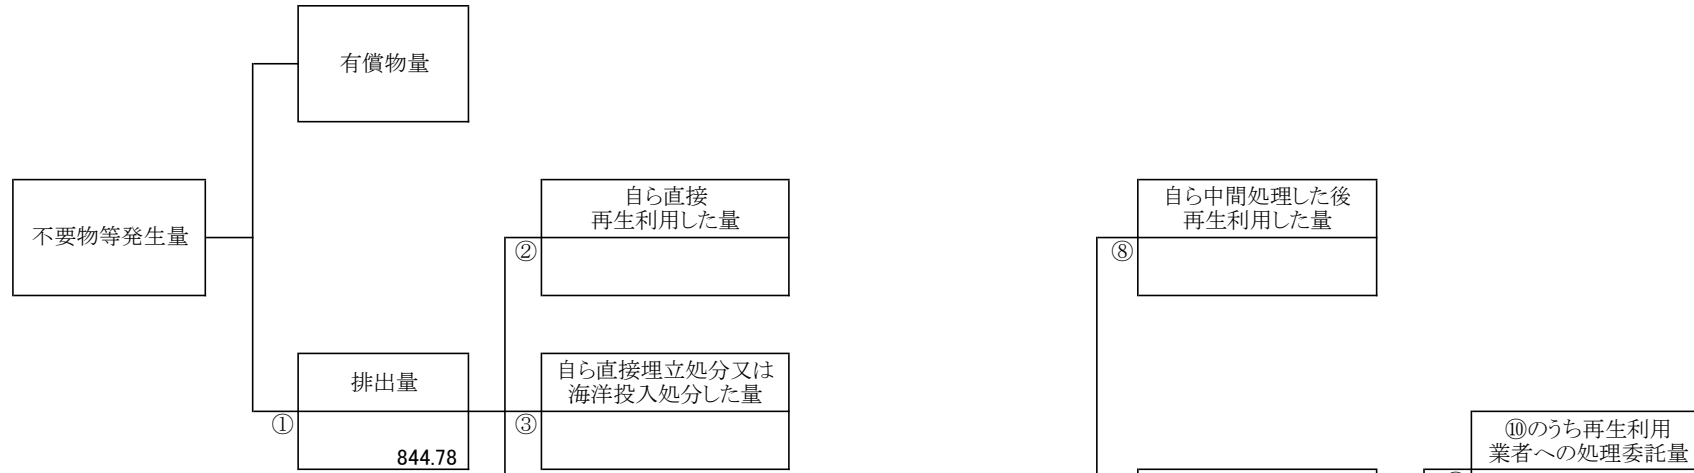 有償物量
不要物等発生量
自ら直接
再生利用した量
②
自ら中間処理した後
再生利用した量
⑧
排出量
①
844.78
自ら直接埋立処分又は
海洋投入処分した量
③
⑩のうち再生利用
業者への処理委託量